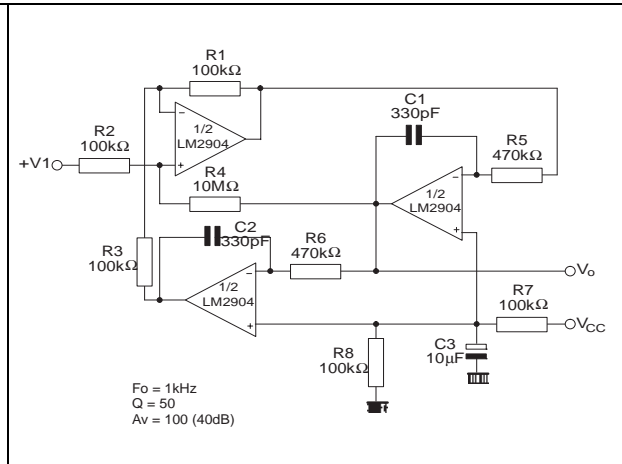 R1
100kΩ
C1
330pF
R2
100kΩ
1/2
LM2904
R5
470kΩ
+V1
R4
10MΩ
1/2
LM2904
C2
330pF
R6
470kΩ
R3
100kΩ
1/2
LM2904
Vo
R7
100kΩ
VCC
R8
100kΩ
C3
10µF
Fo = 1kHz
Q = 50
Av = 100 (40dB)